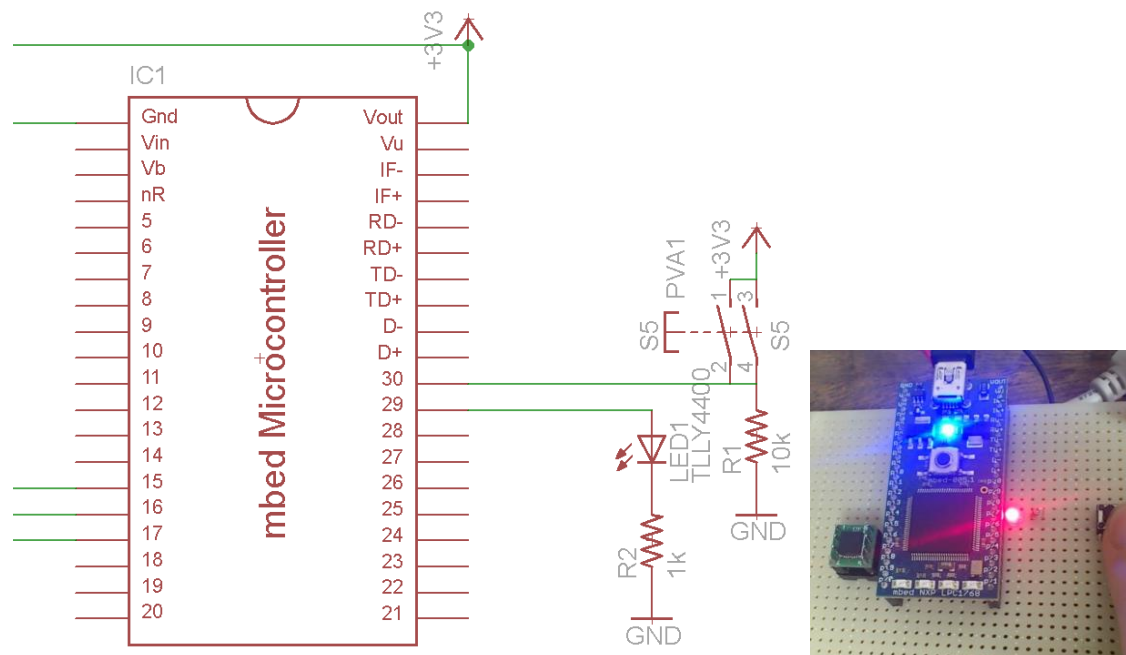 +3V3
IC1
Gnd
Vin
Vb
nR
5
6
7
8
9
10
11
12
13
14
15
16
17
18
19
20
mbed Microcontroller
Vout
Vu
IF-
IF+
RD-
RD+
TD-
TD+
D-
D+
30
29
28
27
26
25
24
23
22
21
PVA1
+3V3
S5
1
3
2
4
S5
LED1
TLLY4400
R1
10k
GND
R2
1k
GND
mbed NXP LPC1768